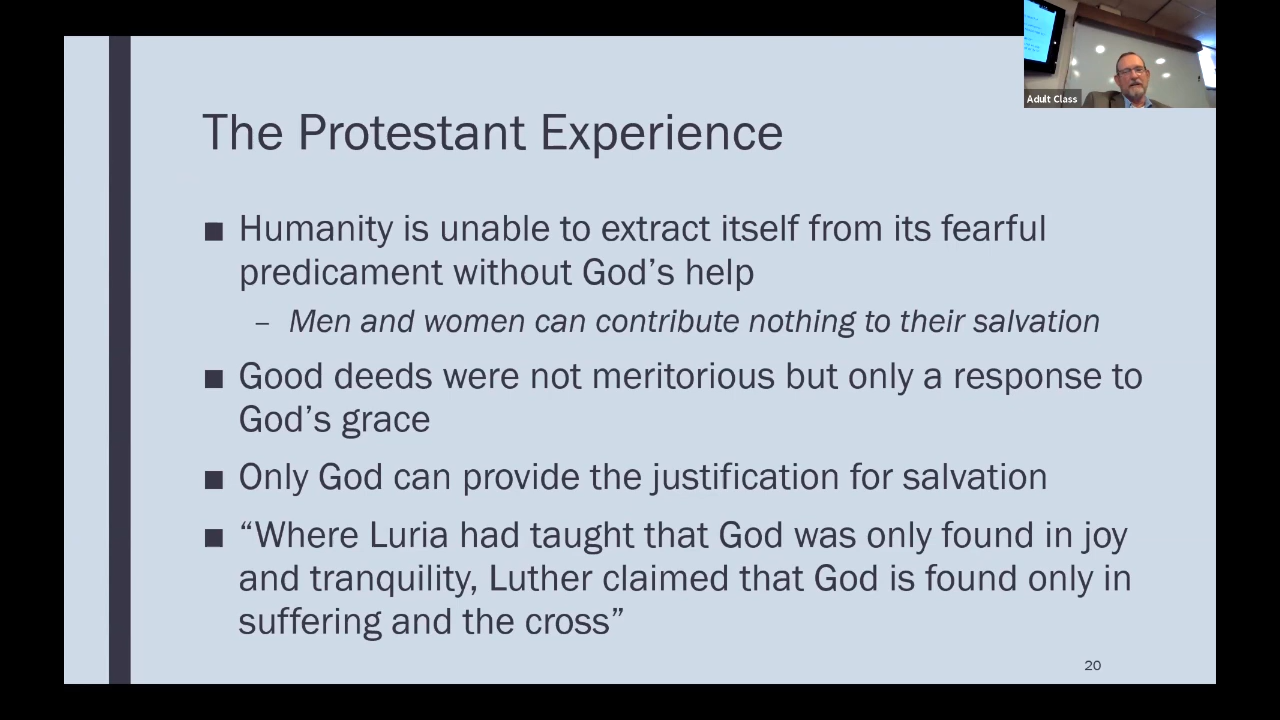 Adult Class
The Protestant Experience
■ Humanity is unable to extract itself from its fearful
predicament without God’s help
– Men and women can contribute nothing to their salvation
■ Good deeds were not meritorious but only a response to
God’s grace
■ Only God can provide the justification for salvation
■ “Where Luria had taught that God was only found in joy
and tranquility, Luther claimed that God is found only in
suffering and the cross”
20